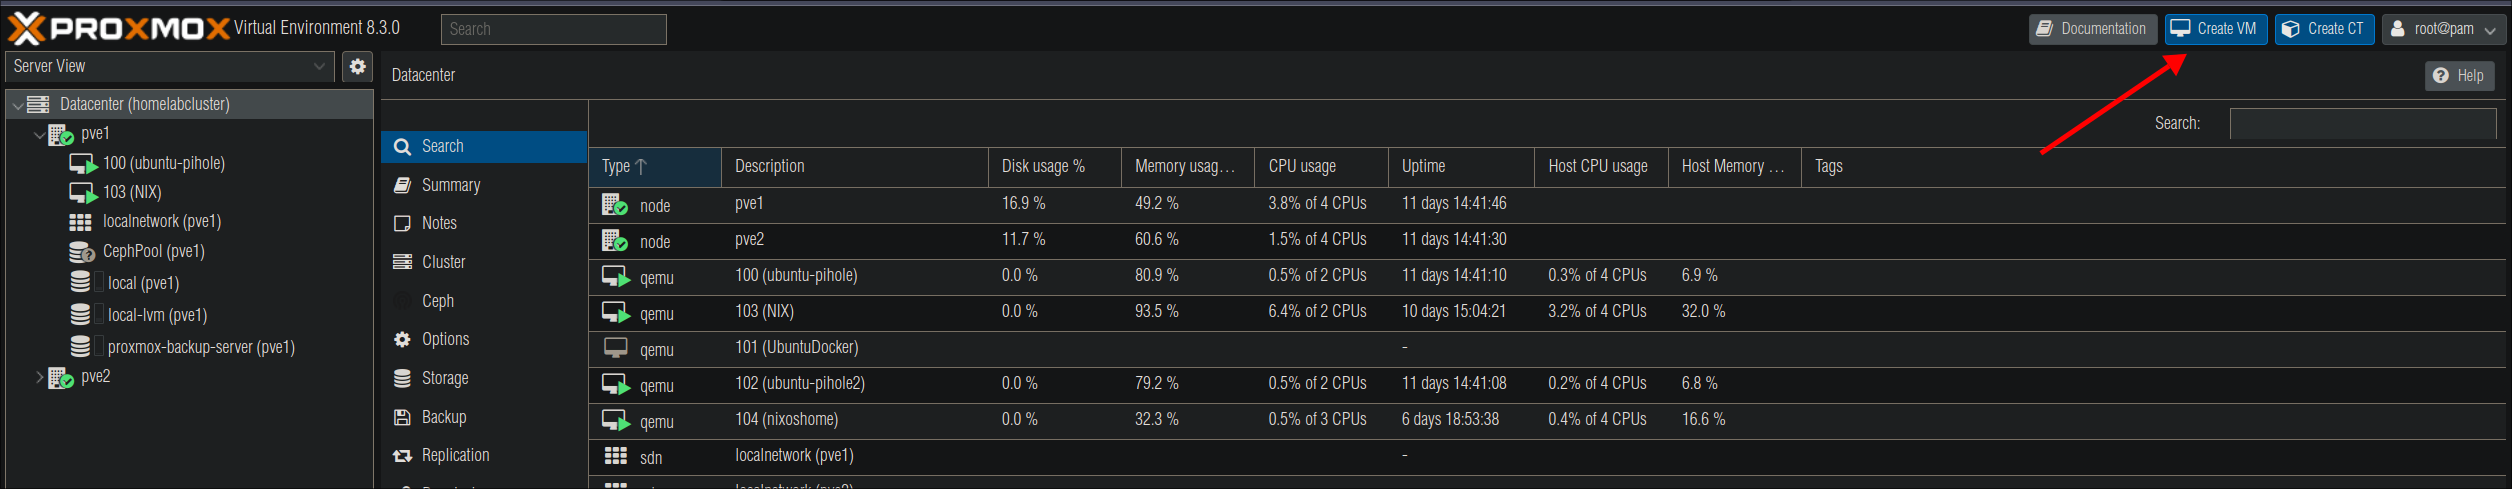 PROXMOX Virtual Environment 8.3.0 Search Documentation Create VM Create CT root@pam
Server View
Datacenter
Help
Datacenter (homelabcluster)
pve1
100 (ubuntu-pihole)
103 (NIX)
localnetwork (pve1)
CephPool (pve1)
local (pve1)
local-lvm (pve1)
proxmox-backup-server (pve1)
pve2
Search
Summary
Notes
Cluster
Ceph
Options
Storage
Backup
Replication
Search:
Type Description Disk usage % Memory usag... CPU usage Uptime Host CPU usage Host Memory ... Tags
node pve1 16.9 % 49.2 % 3.8% of 4 CPUs 11 days 14:41:46
node pve2 11.7 % 60.6 % 1.5% of 4 CPUs 11 days 14:41:30
qemu 100 (ubuntu-pihole) 0.0 % 80.9 % 0.5% of 2 CPUs 11 days 14:41:10 0.3% of 4 CPUs 6.9 %
qemu 103 (NIX) 0.0 % 93.5 % 6.4% of 2 CPUs 10 days 15:04:21 3.2% of 4 CPUs 32.0 %
qemu 101 (UbuntuDocker) -
qemu 102 (ubuntu-pihole2) 0.0 % 79.2 % 0.5% of 2 CPUs 11 days 14:41:08 0.2% of 4 CPUs 6.8 %
qemu 104 (nixoshome) 0.0 % 32.3 % 0.5% of 3 CPUs 6 days 18:53:38 0.4% of 4 CPUs 16.6 %
sdn localnetwork (pve1) -